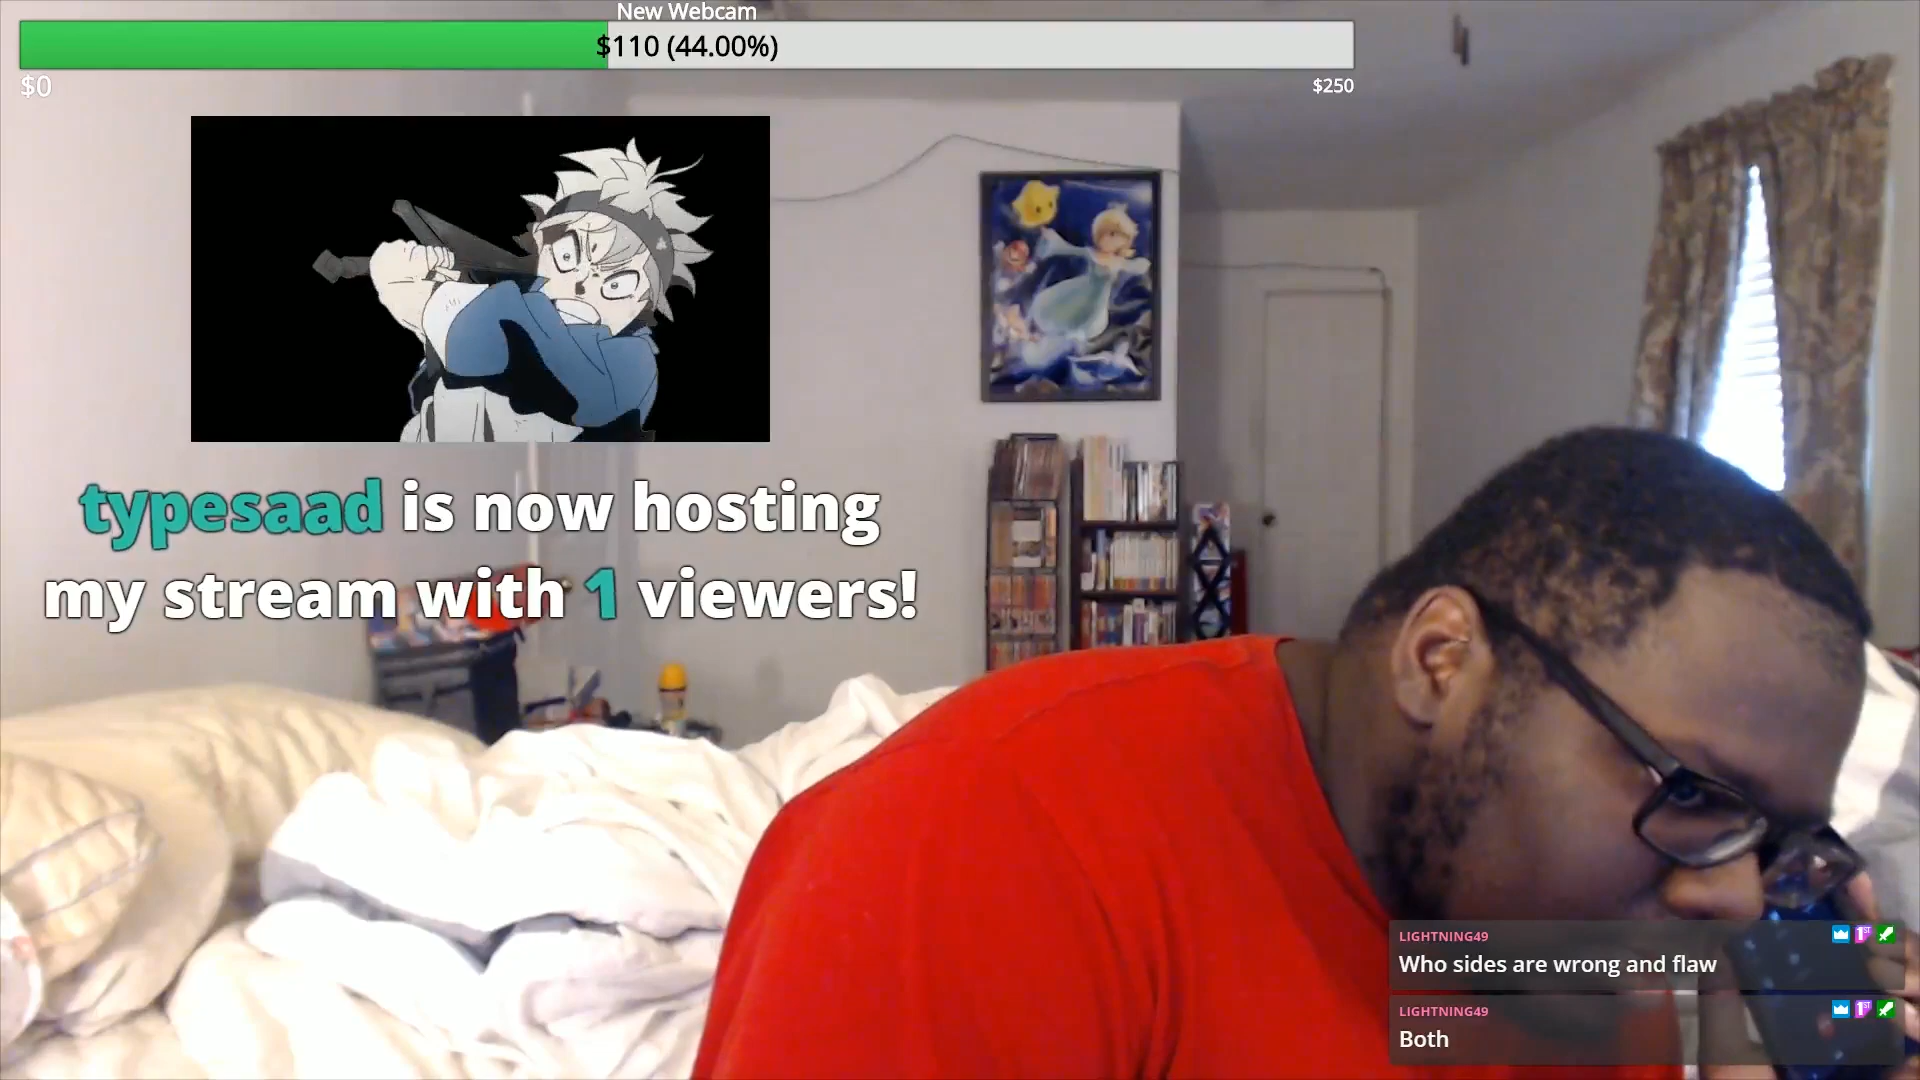 New Webcam
$110 (44.00%)
$0
$250
typesaad is now hosting
my stream with 1 viewers!
LIGHTNING49
Who sides are wrong and flaw
LIGHTNING49
Both